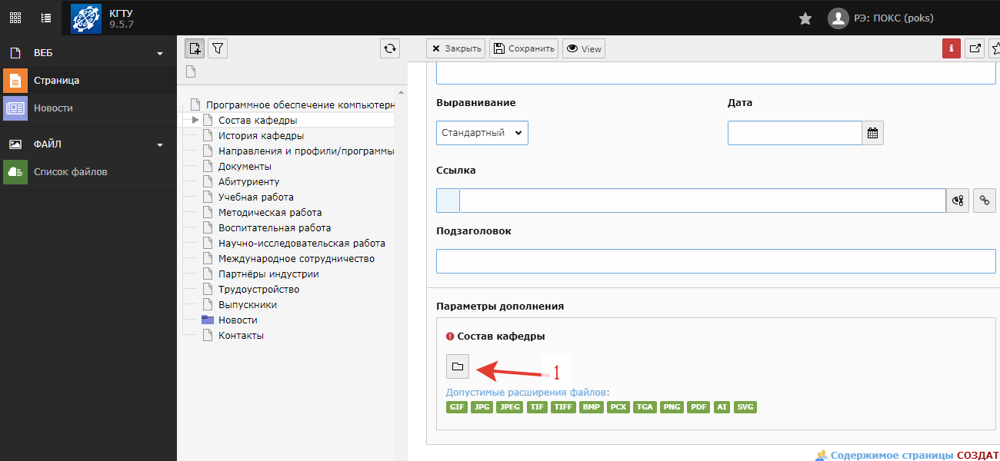 КГТУ
9.5.7
РЭ: ПОКС (poks)
ВЕБ
Страница
Новости
ФАЙЛ
Список файлов
Программное обеспечение компьютерн
Состав кафедры
История кафедры
Направления и профили/программы
Документы
Абитуриенту
Учебная работа
Методическая работа
Воспитательная работа
Научно-исследовательская работа
Международное сотрудничество
Партнёры индустрии
Трудоустройство
Выпускники
Новости
Контакты
Закрыть
Сохранить
View
Выравнивание
Дата
Стандартный
Ссылка
Подзаголовок
Параметры дополнения
Состав кафедры
1
Допустимые расширения файлов:
GIF JPG JPEG TIF TIFF BMP PCX TGA PNG PDF AI SVG
Содержимое страницы СОЗДАТ